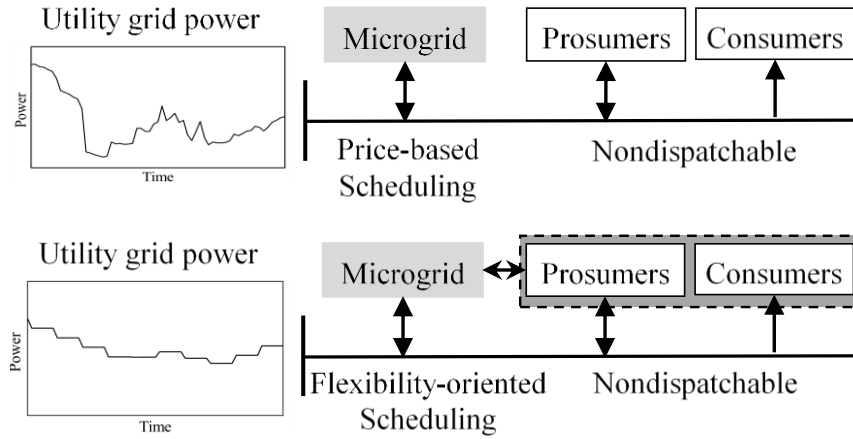 Utility grid power
Power
Time
Microgrid
Prosumers
Consumers
Price-based
Scheduling
Nondispatchable
Utility grid power
Power
Time
Microgrid
Prosumers
Consumers
Flexibility-oriented
Scheduling
Nondispatchable